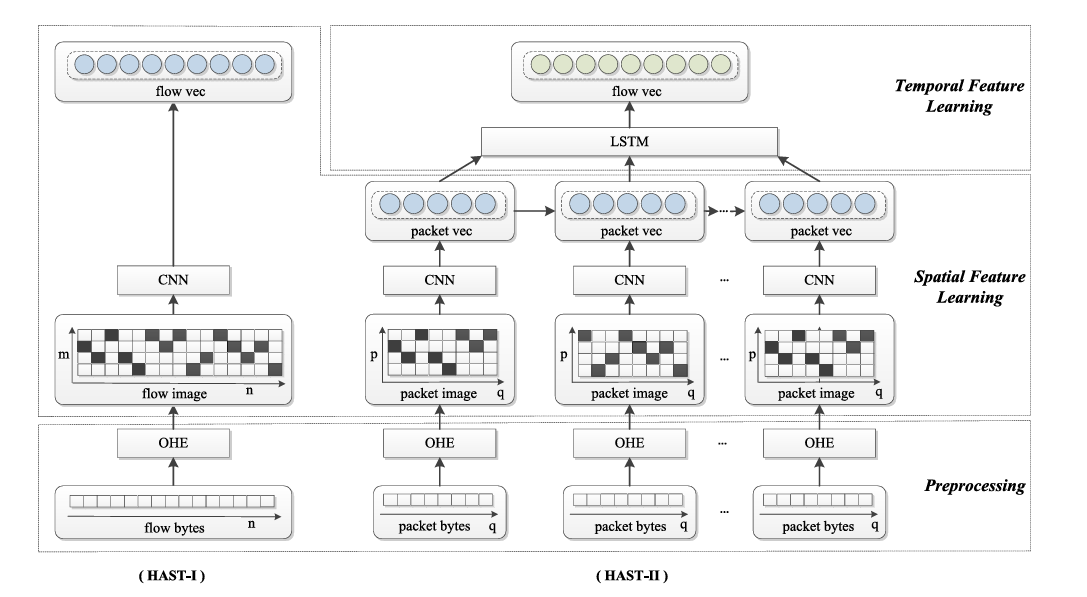 flow vec
flow vec
Temporal Feature
Learning
LSTM
packet vec
packet vec
...
packet vec
CNN
CNN
CNN
...
CNN
Spatial Feature
Learning
m
flow image
n
p
packet image
q
p
packet image
q
...
p
packet image
q
OHE
OHE
OHE
...
OHE
Preprocessing
flow bytes
n
packet bytes
q
packet bytes
q
...
packet bytes
q
( HAST-I )
( HAST-II )